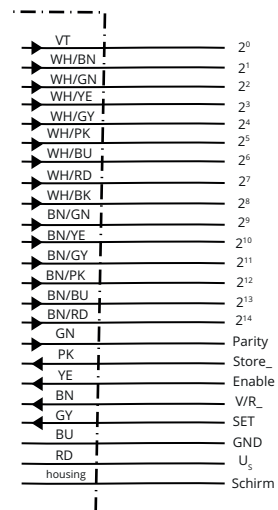 VT 2⁰
WH/BN 2¹
WH/GN 2²
WH/YE 2³
WH/GY 2⁴
WH/PK 2⁵
WH/BU 2⁶
WH/RD 2⁷
WH/BK 2⁸
BN/GN 2⁹
BN/YE 2¹⁰
BN/GY 2¹¹
BN/PK 2¹²
BN/BU 2¹³
BN/RD 2¹⁴
GN Parity
PK Store_
YE Enable
BN V/R_
GY SET
BU GND
RD Uₛ
housing Schirm